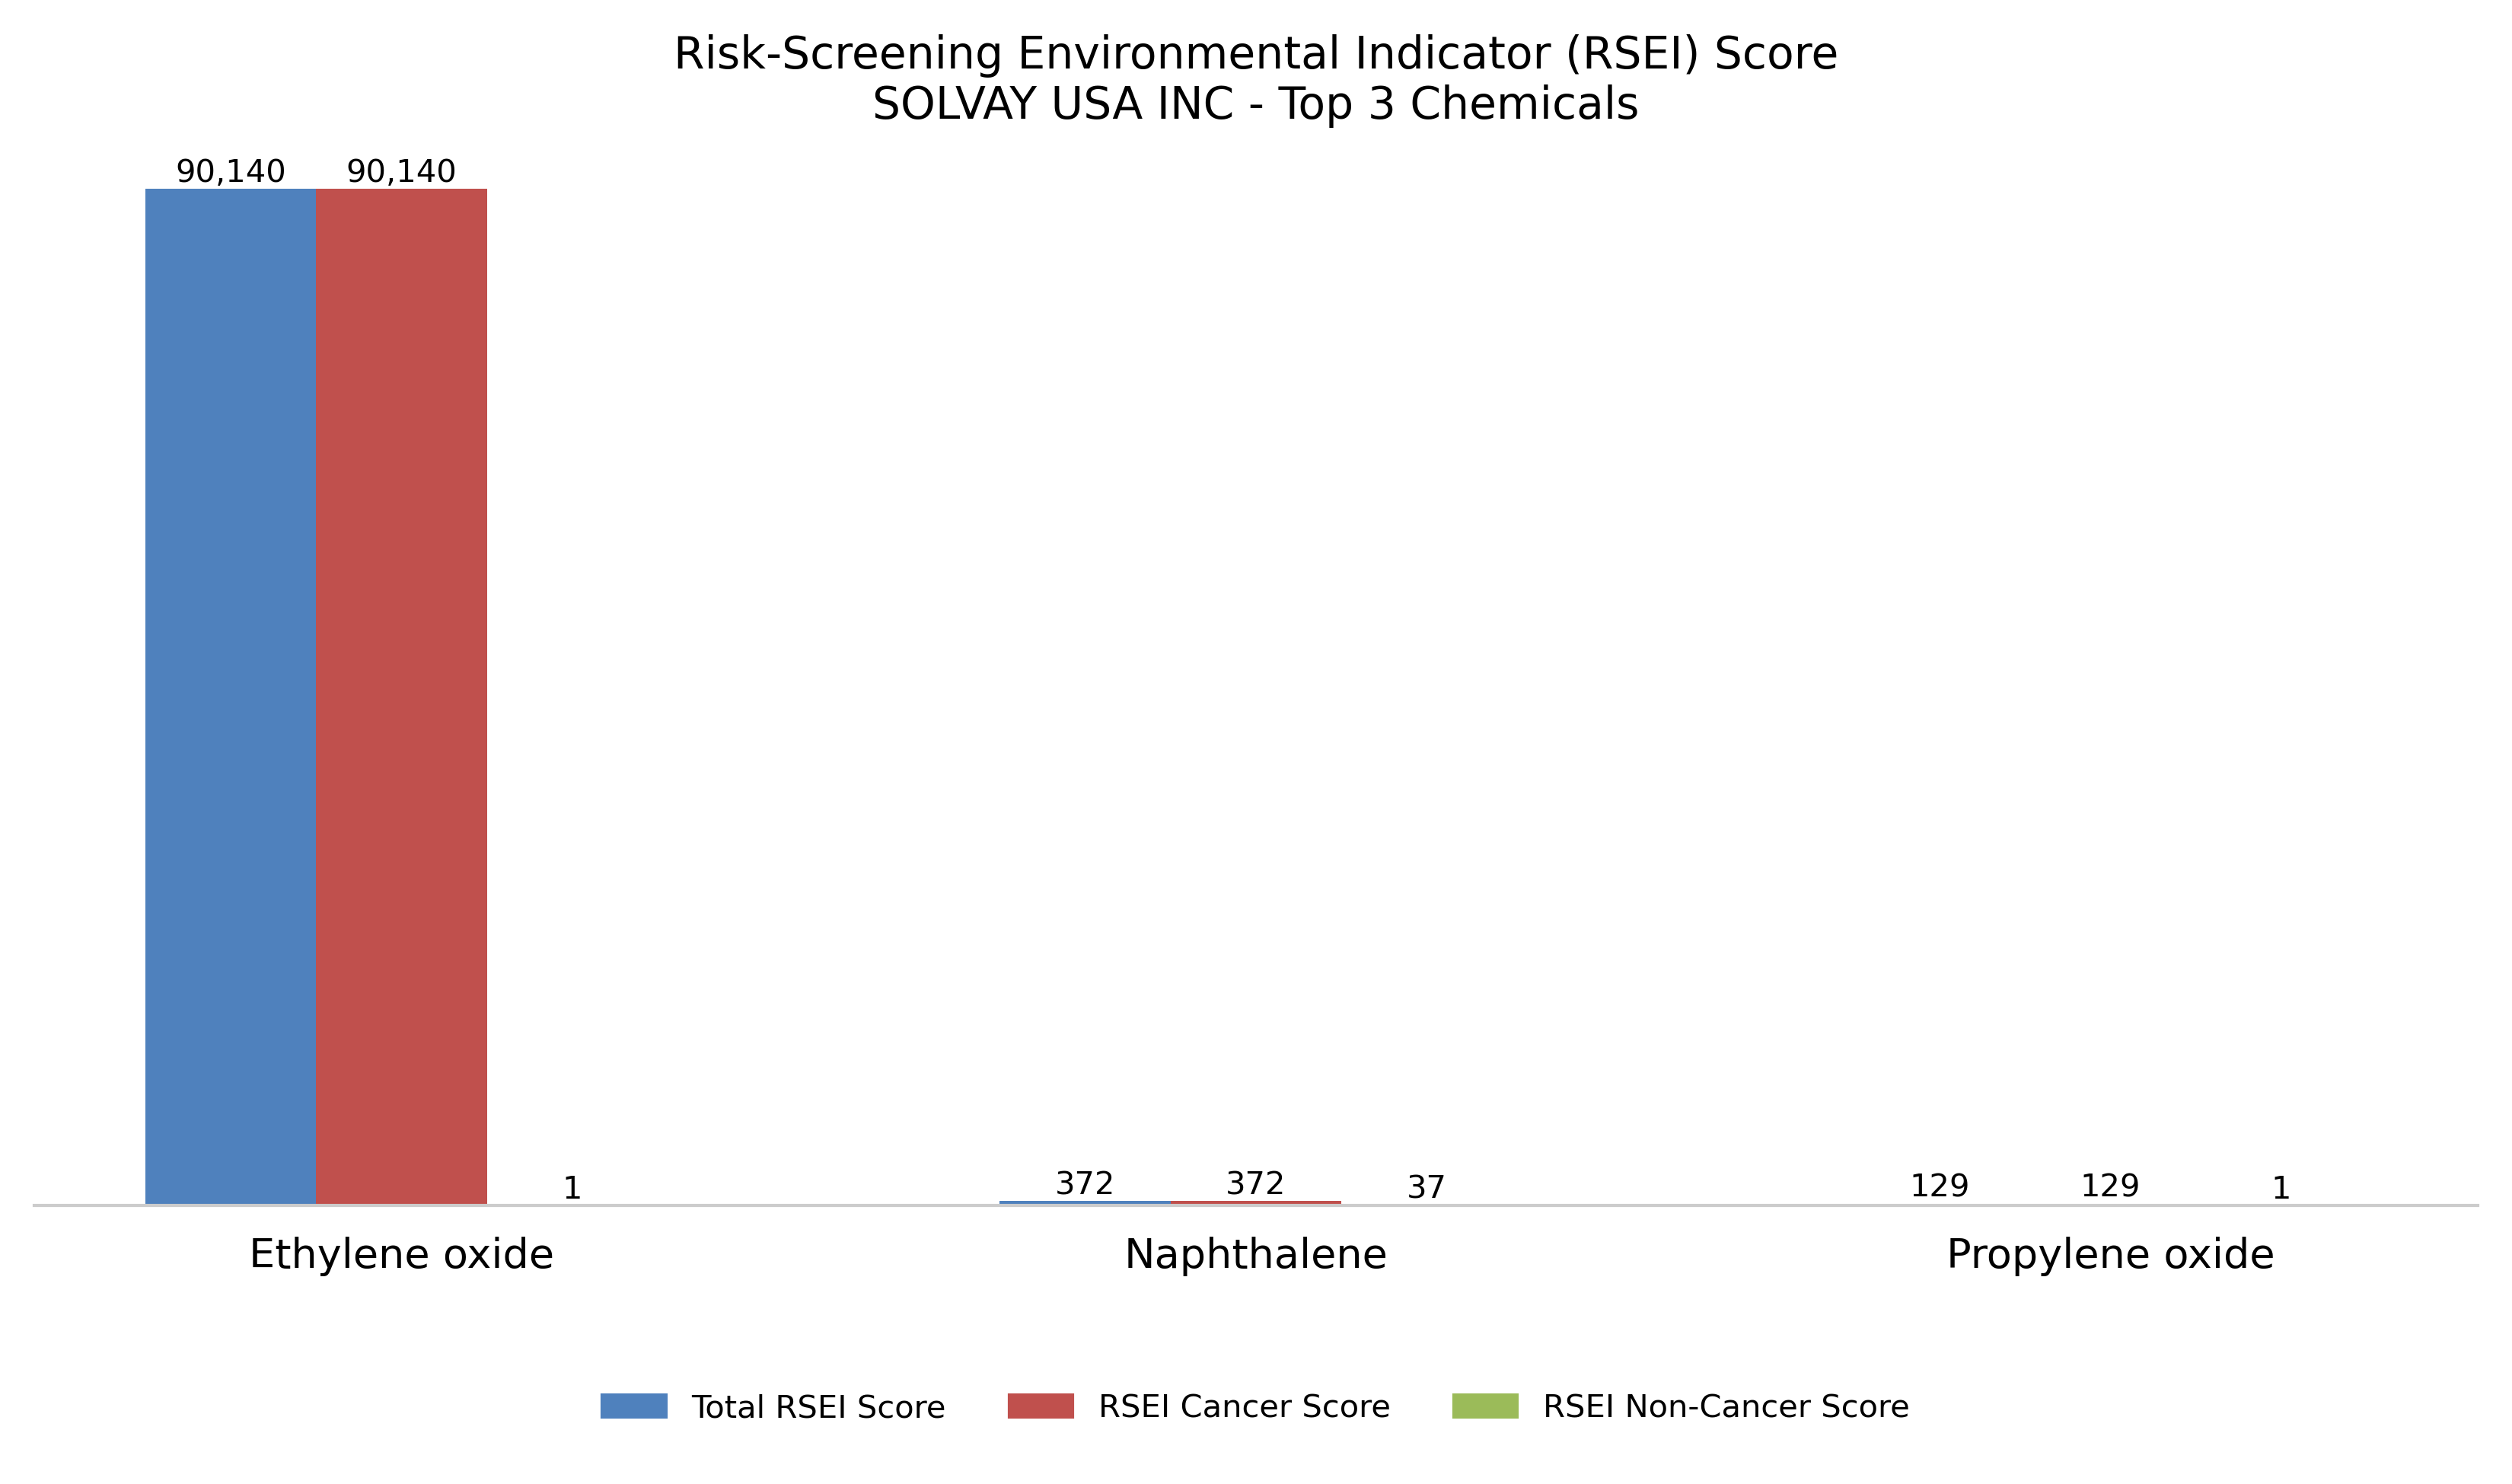 Risk-Screening Environmental Indicator (RSEI) Score
SOLVAY USA INC - Top 3 Chemicals
90,140 90,140 1
372 372 37
129 129 1
Ethylene oxide Naphthalene Propylene oxide
Total RSEI Score RSEI Cancer Score RSEI Non-Cancer Score